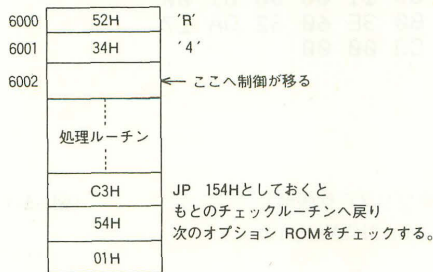 6000 52H 'R'
6001 34H '4'
6002 ← ここへ制御が移る
処理ルーチン
C3H JP 154Hとしておくと
54H もとのチェックルーチンへ戻り
次のオプション ROMをチェックする。
01H